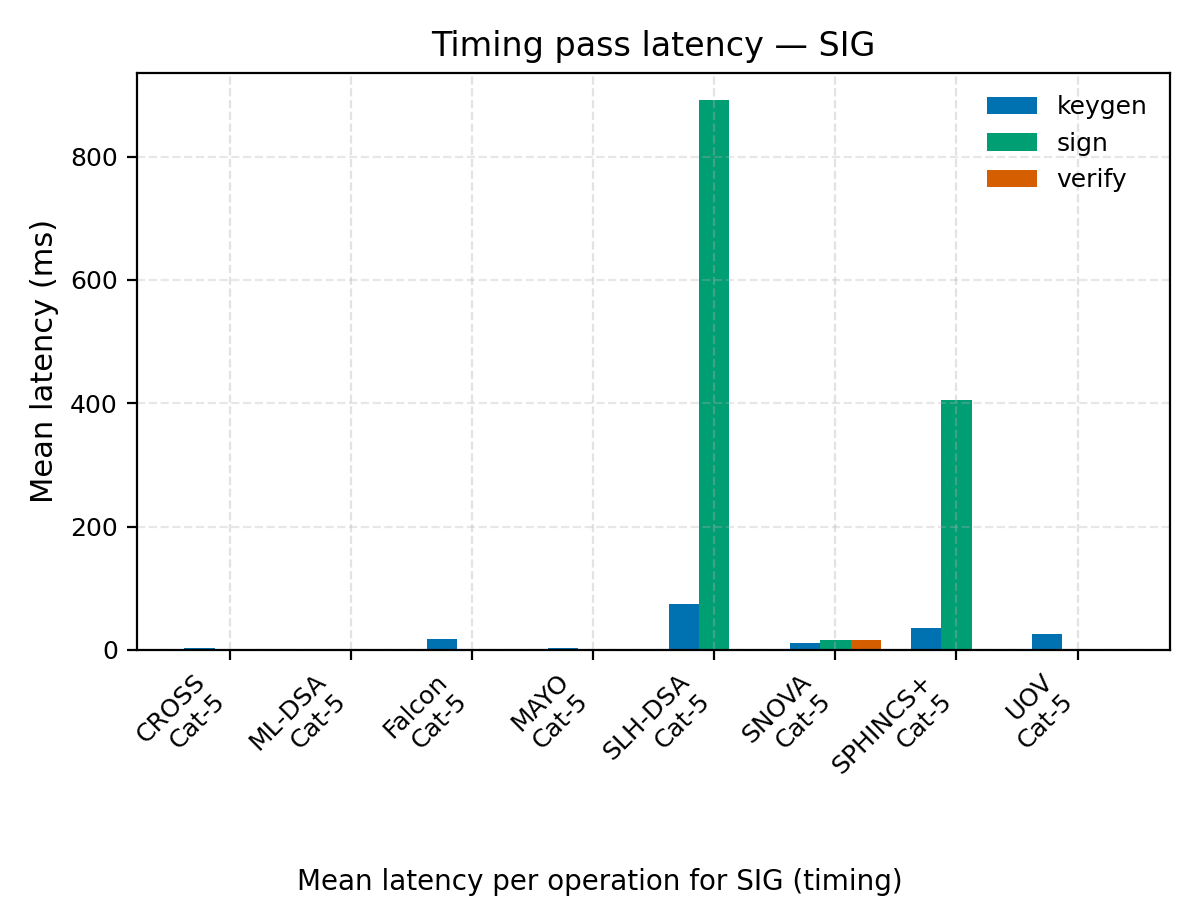 Timing pass latency — SIG
Mean latency (ms)
800
600
400
200
0
keygen
sign
verify
CROSS
Cat-5
ML-DSA
Cat-5
Falcon
Cat-5
MAYO
Cat-5
SLH-DSA
Cat-5
SNOVA
Cat-5
SPHINCS+
Cat-5
UOV
Cat-5
Mean latency per operation for SIG (timing)